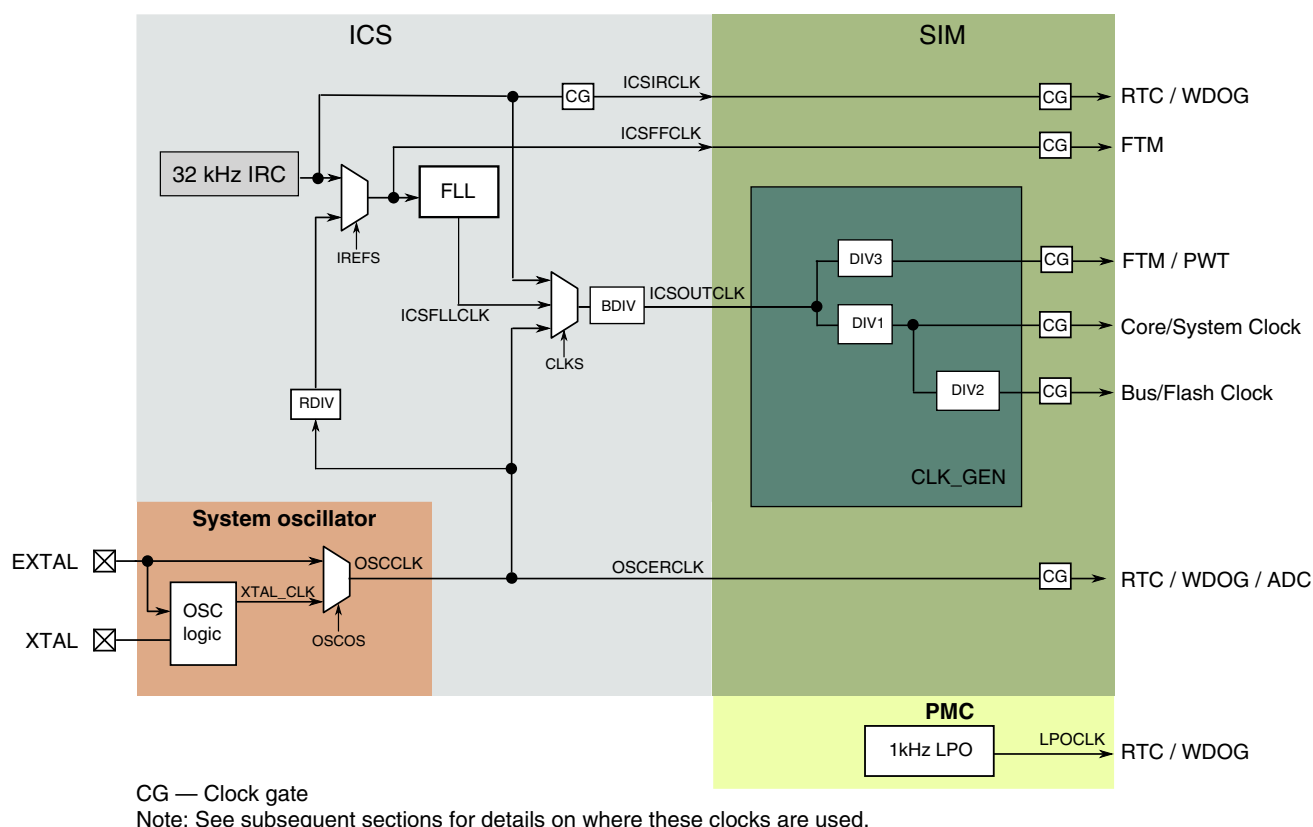 ICS
SIM
CG
ICSIRCLK
CG
RTC / WDOG
ICSFFCLK
CG
FTM
32 kHz IRC
FLL
IREFS
DIV3
CG
FTM / PWT
ICSFLLCLK
BDIV
ICSOUTCLK
DIV1
CG
Core/System Clock
CLKS
RDIV
DIV2
CG
Bus/Flash Clock
CLK_GEN
System oscillator
EXTAL
OSCCLK
OSCERCLK
CG
RTC / WDOG / ADC
XTAL_CLK
OSC
logic
XTAL
OSCOS
PMC
1kHz LPO
LPOCLK
RTC / WDOG
CG — Clock gate
Note: See subsequent sections for details on where these clocks are used.